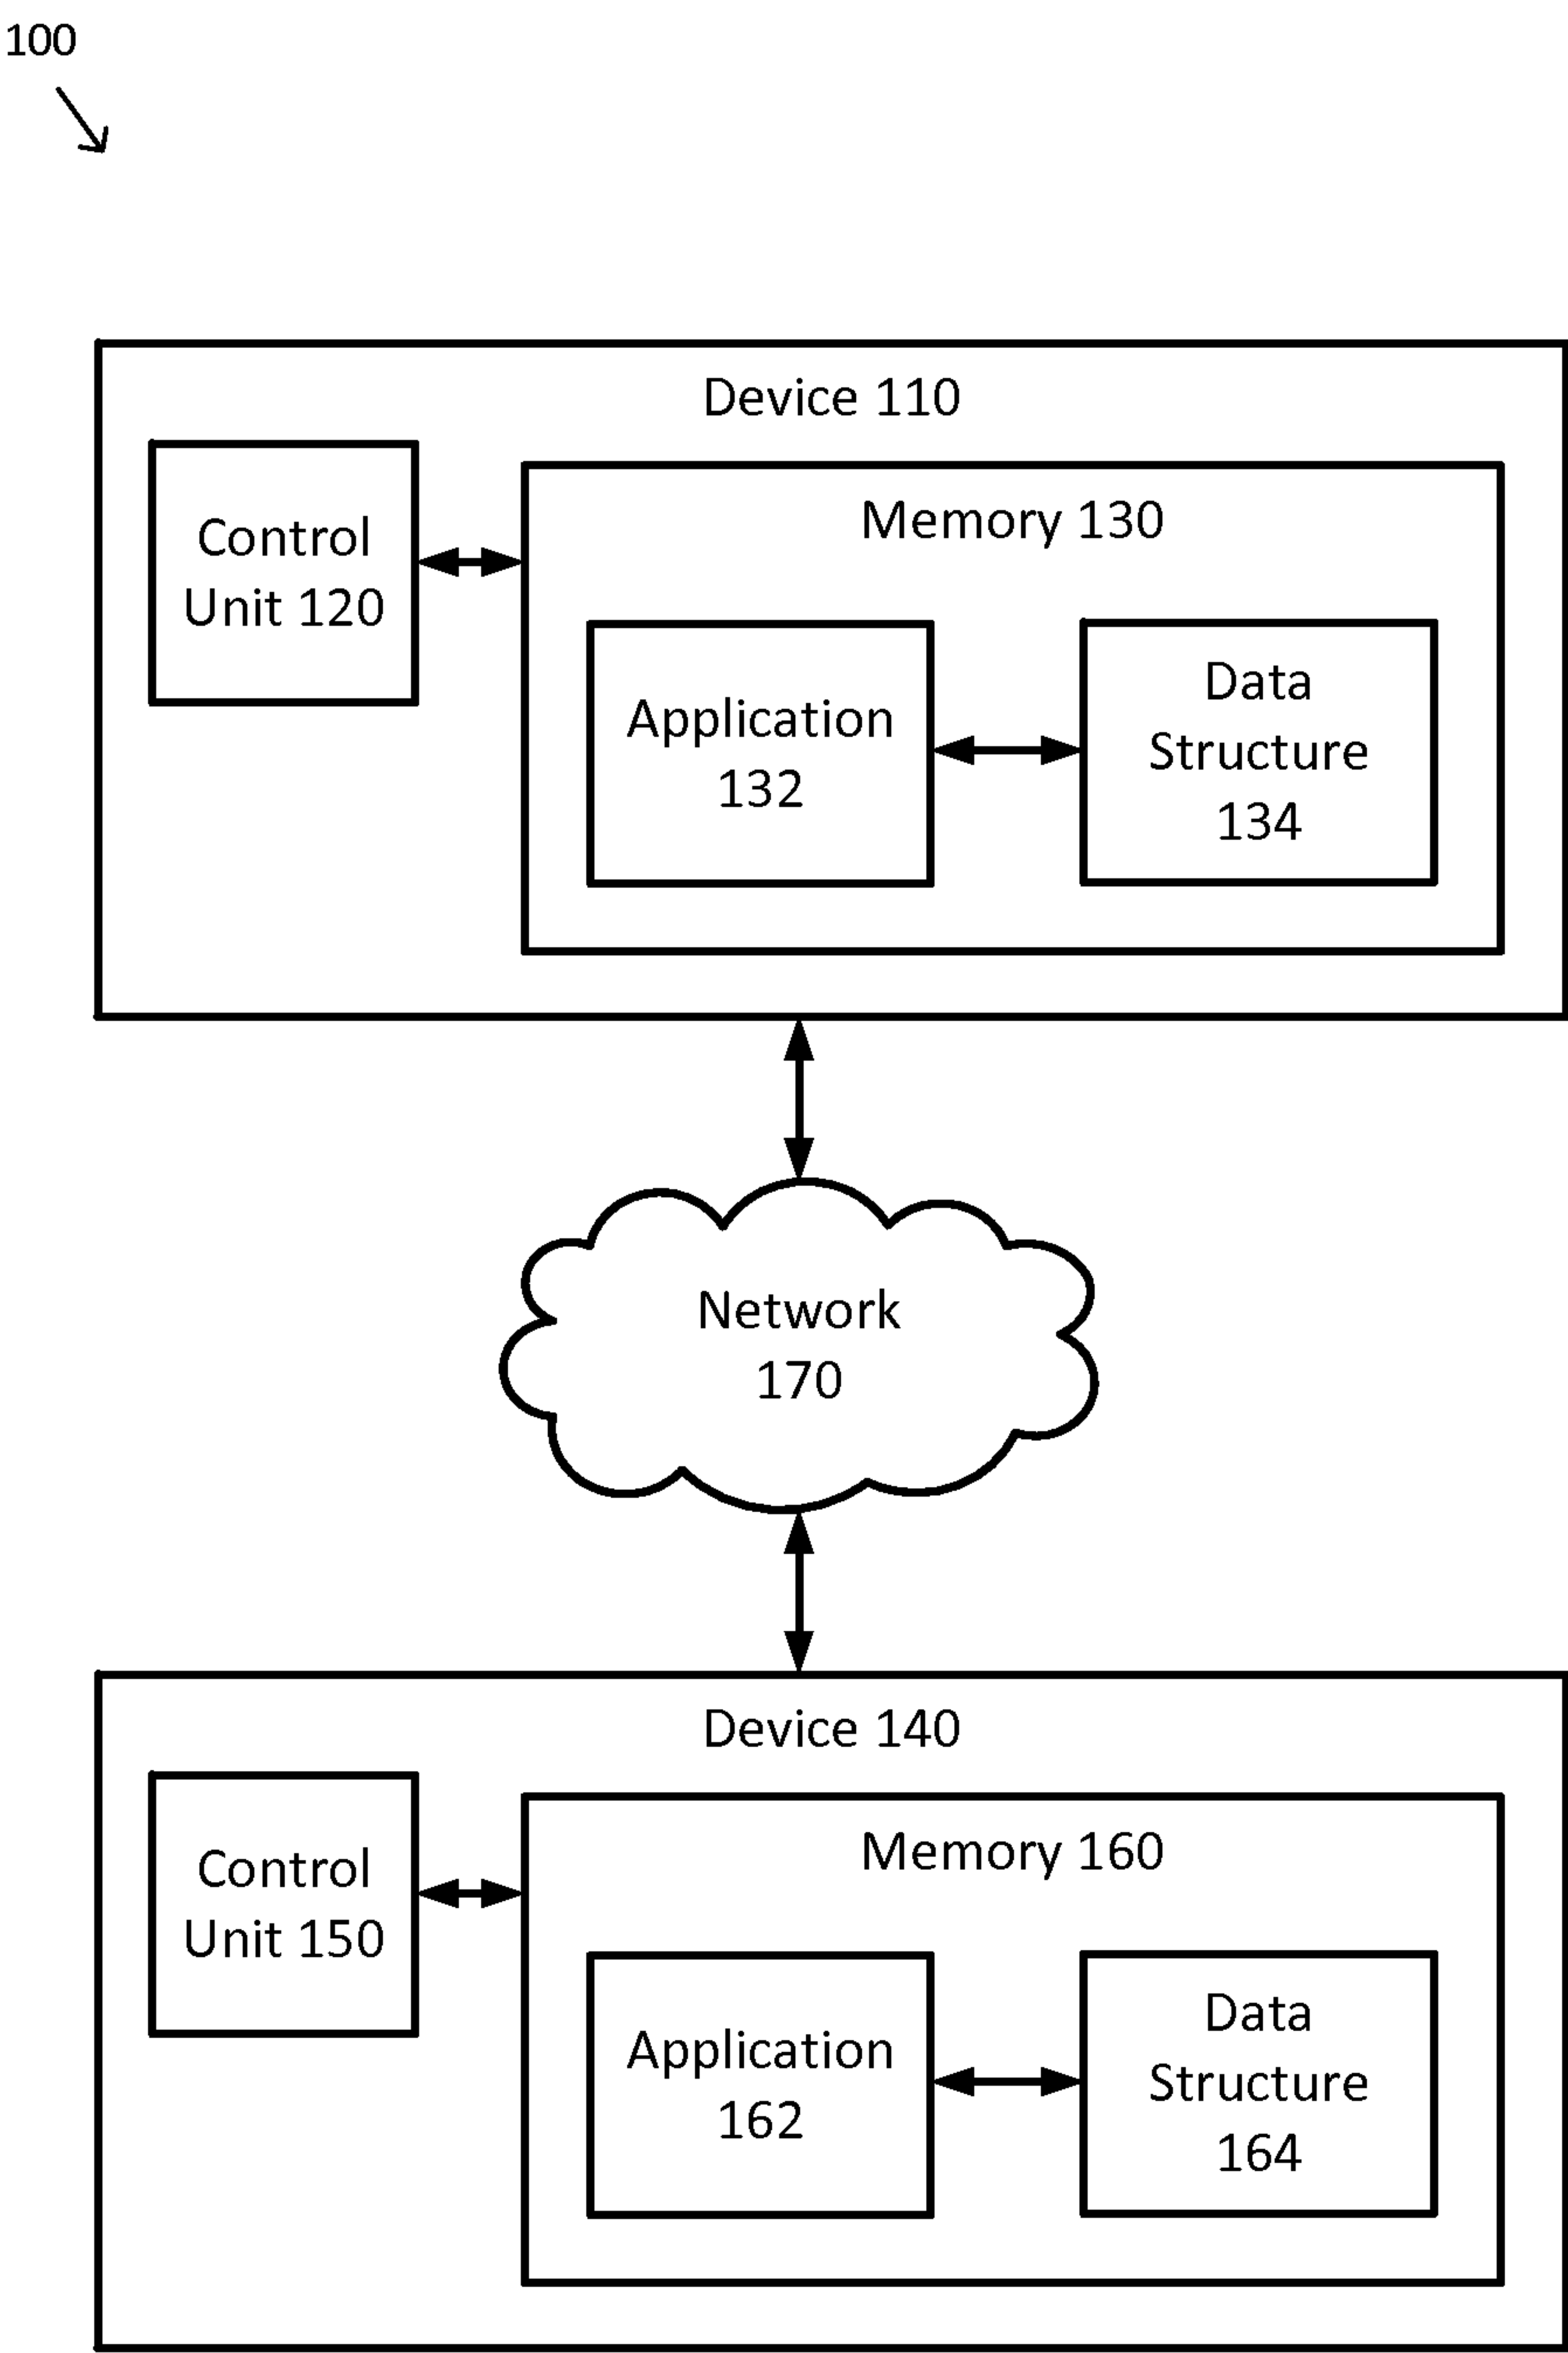 100
Device 110
Control
Unit 120
Memory 130
Application
132
Data
Structure
134
Network
170
Device 140
Control
Unit 150
Memory 160
Application
162
Data
Structure
164